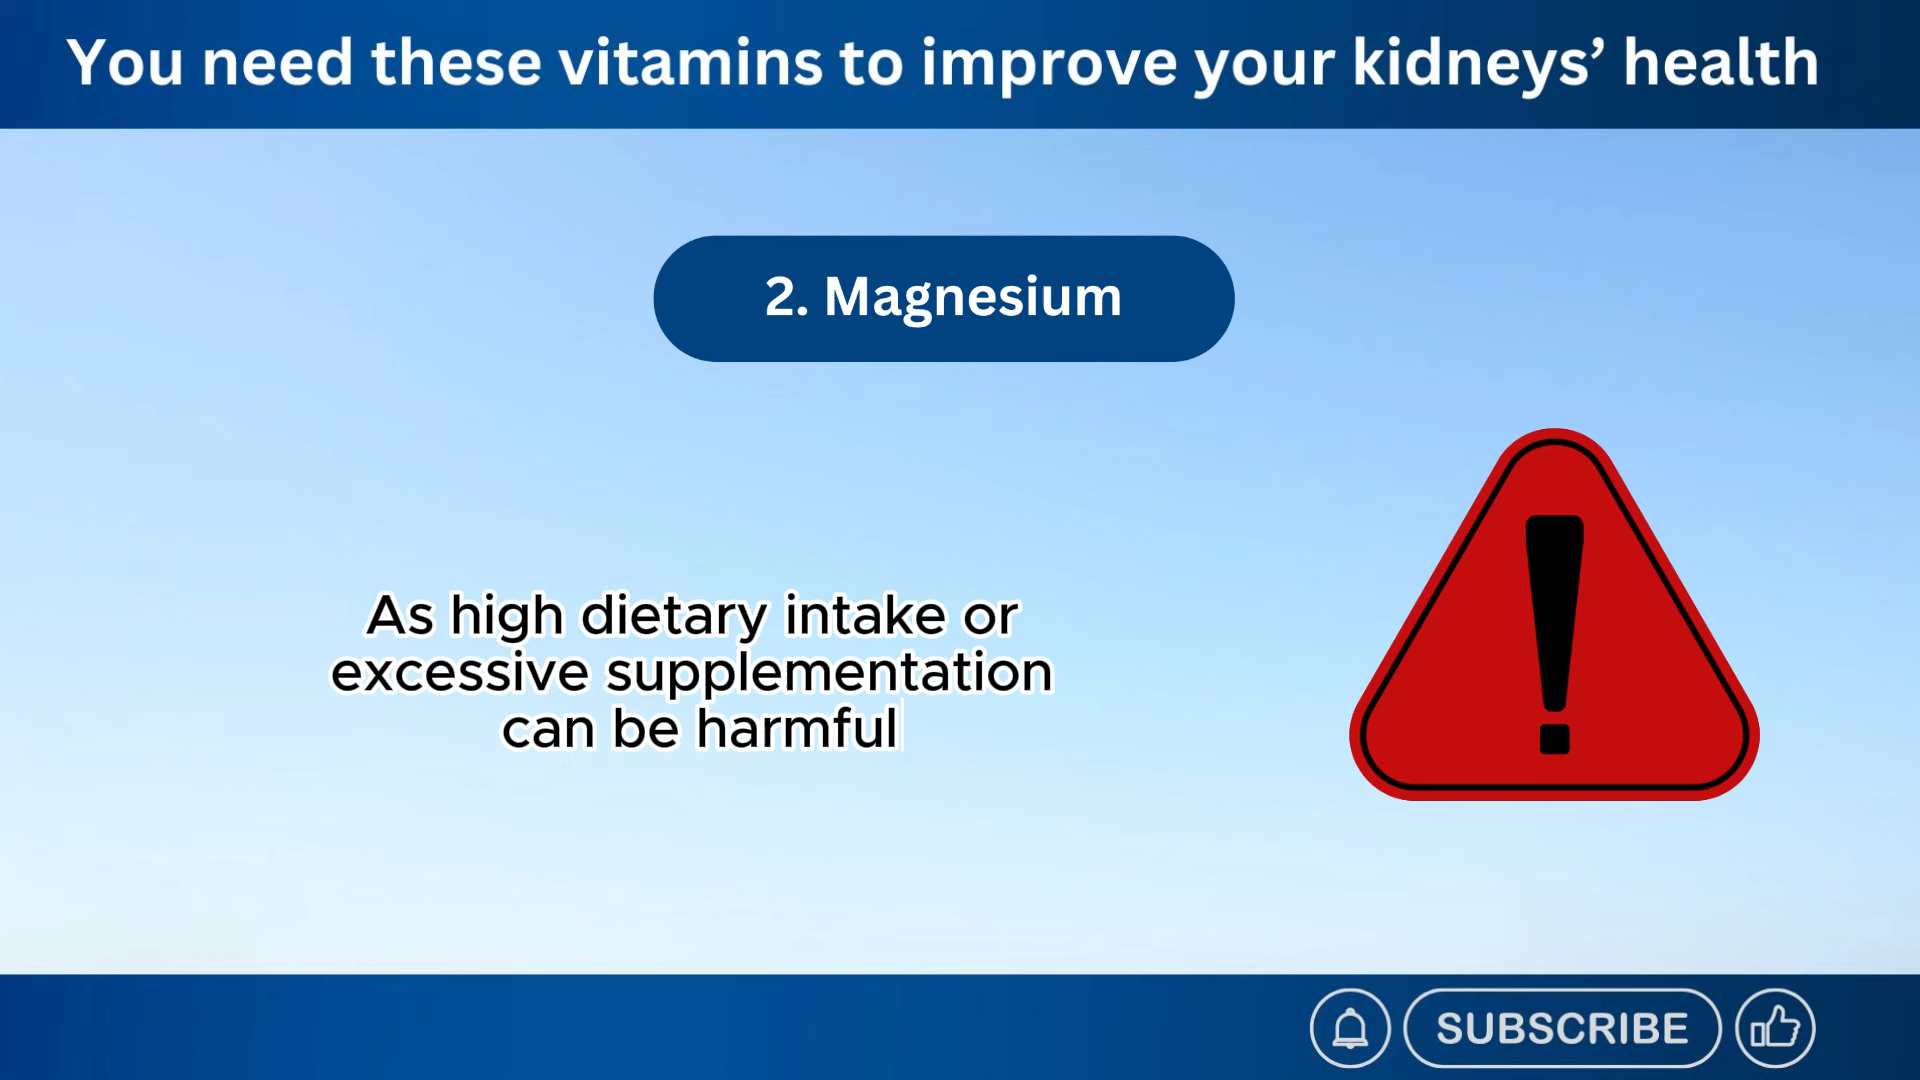 You need these vitamins to improve your kidneys’ health
2. Magnesium
As high dietary intake or
excessive supplementation
can be harmful
SUBSCRIBE